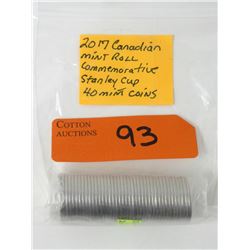 2017 Canadian
MINT Roll
Commemorative
Stanley Cup
40 MINT COINS
COTTON
AUCTIONS
93